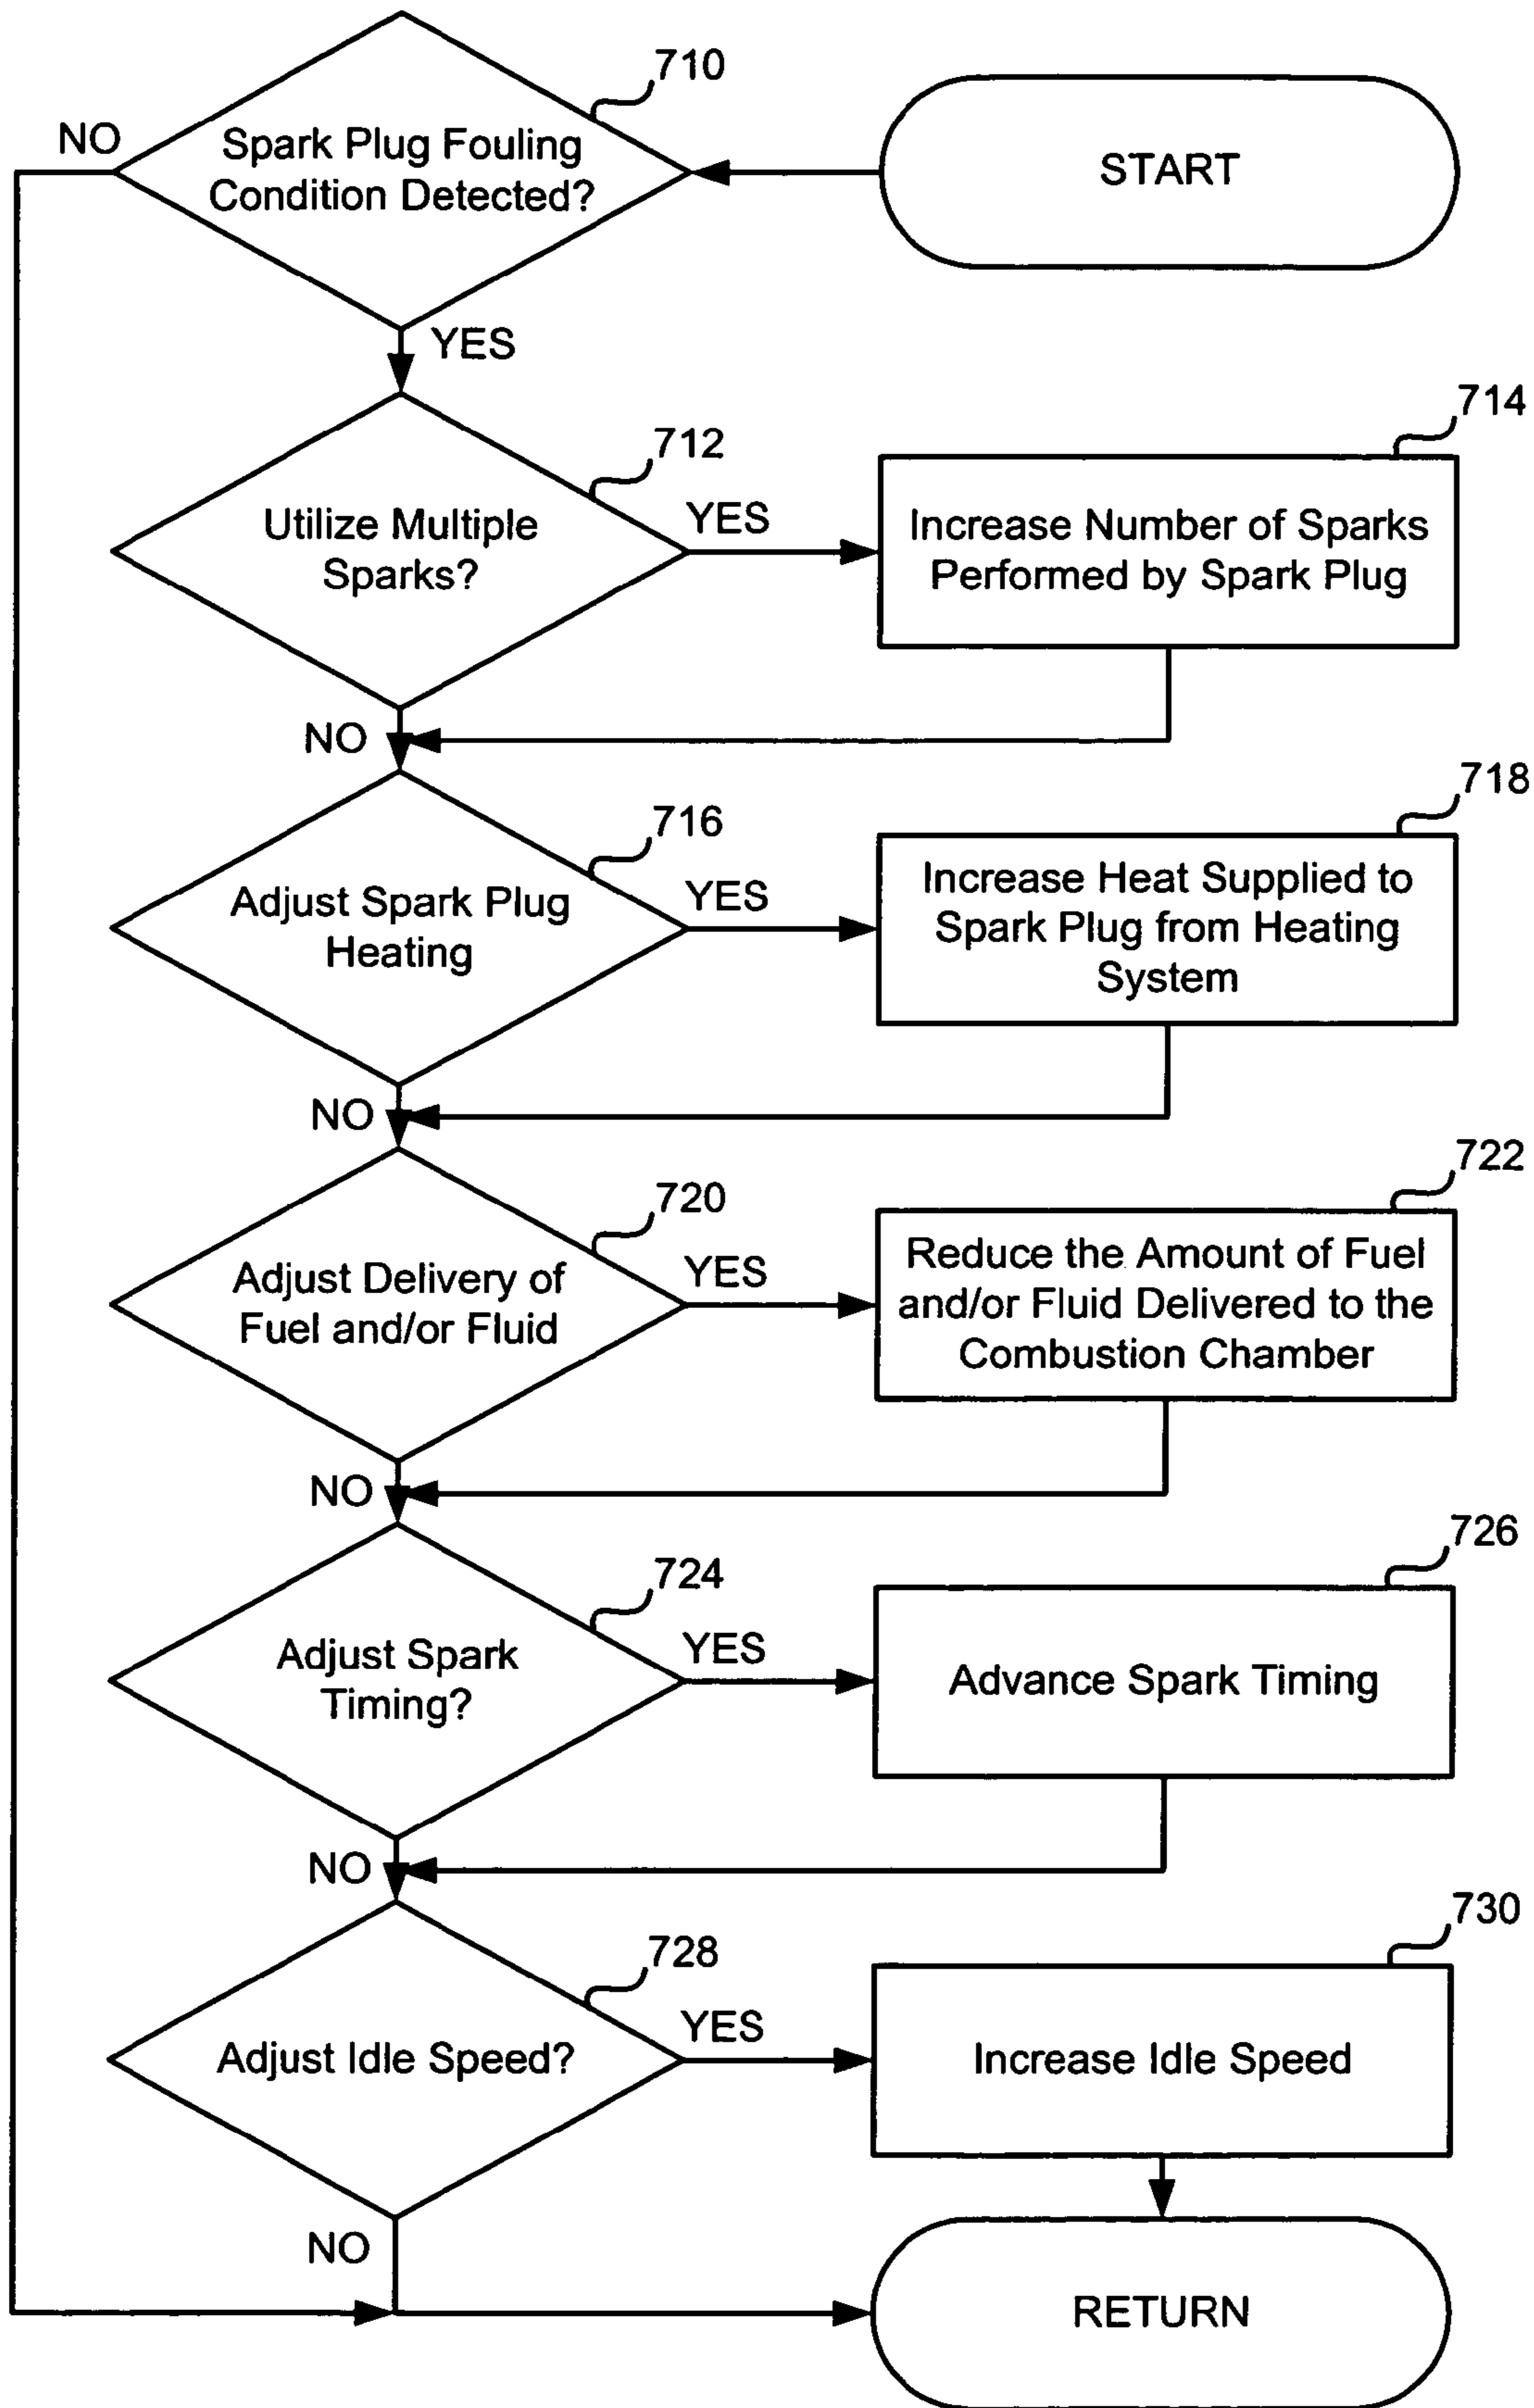 710
NO
Spark Plug Fouling
Condition Detected?
START
YES
712
714
Utilize Multiple
Sparks?
YES
Increase Number of Sparks
Performed by Spark Plug
NO
716
718
Adjust Spark Plug
Heating
YES
Increase Heat Supplied to
Spark Plug from Heating
System
NO
720
722
Adjust Delivery of
Fuel and/or Fluid
YES
Reduce the Amount of Fuel
and/or Fluid Delivered to the
Combustion Chamber
NO
724
726
Adjust Spark
Timing?
YES
Advance Spark Timing
NO
728
730
Adjust Idle Speed?
YES
Increase Idle Speed
NO
RETURN